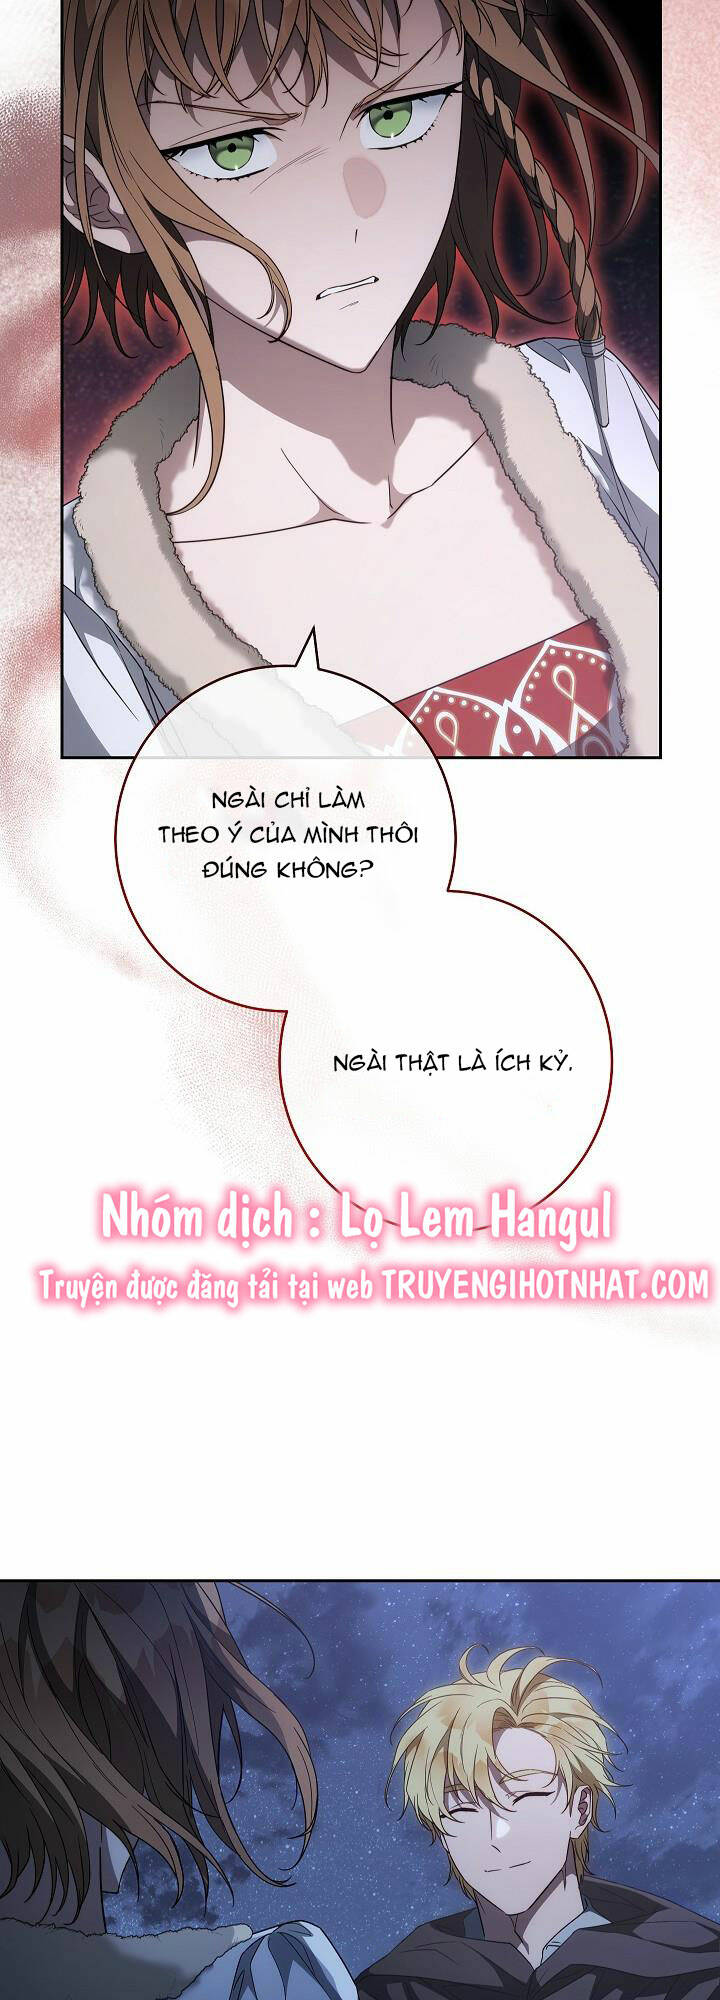 NGÀI CHỈ LÀM
THEO Ý CỦA MÌNH THÔI
ĐÚNG KHÔNG?
NGÀI THẬT LÀ ÍCH KỶ.
Nhóm dịch : Lọ Lem Hangul
Truyện được đăng tải tại web TRUYENGIHOTNHAT.COM